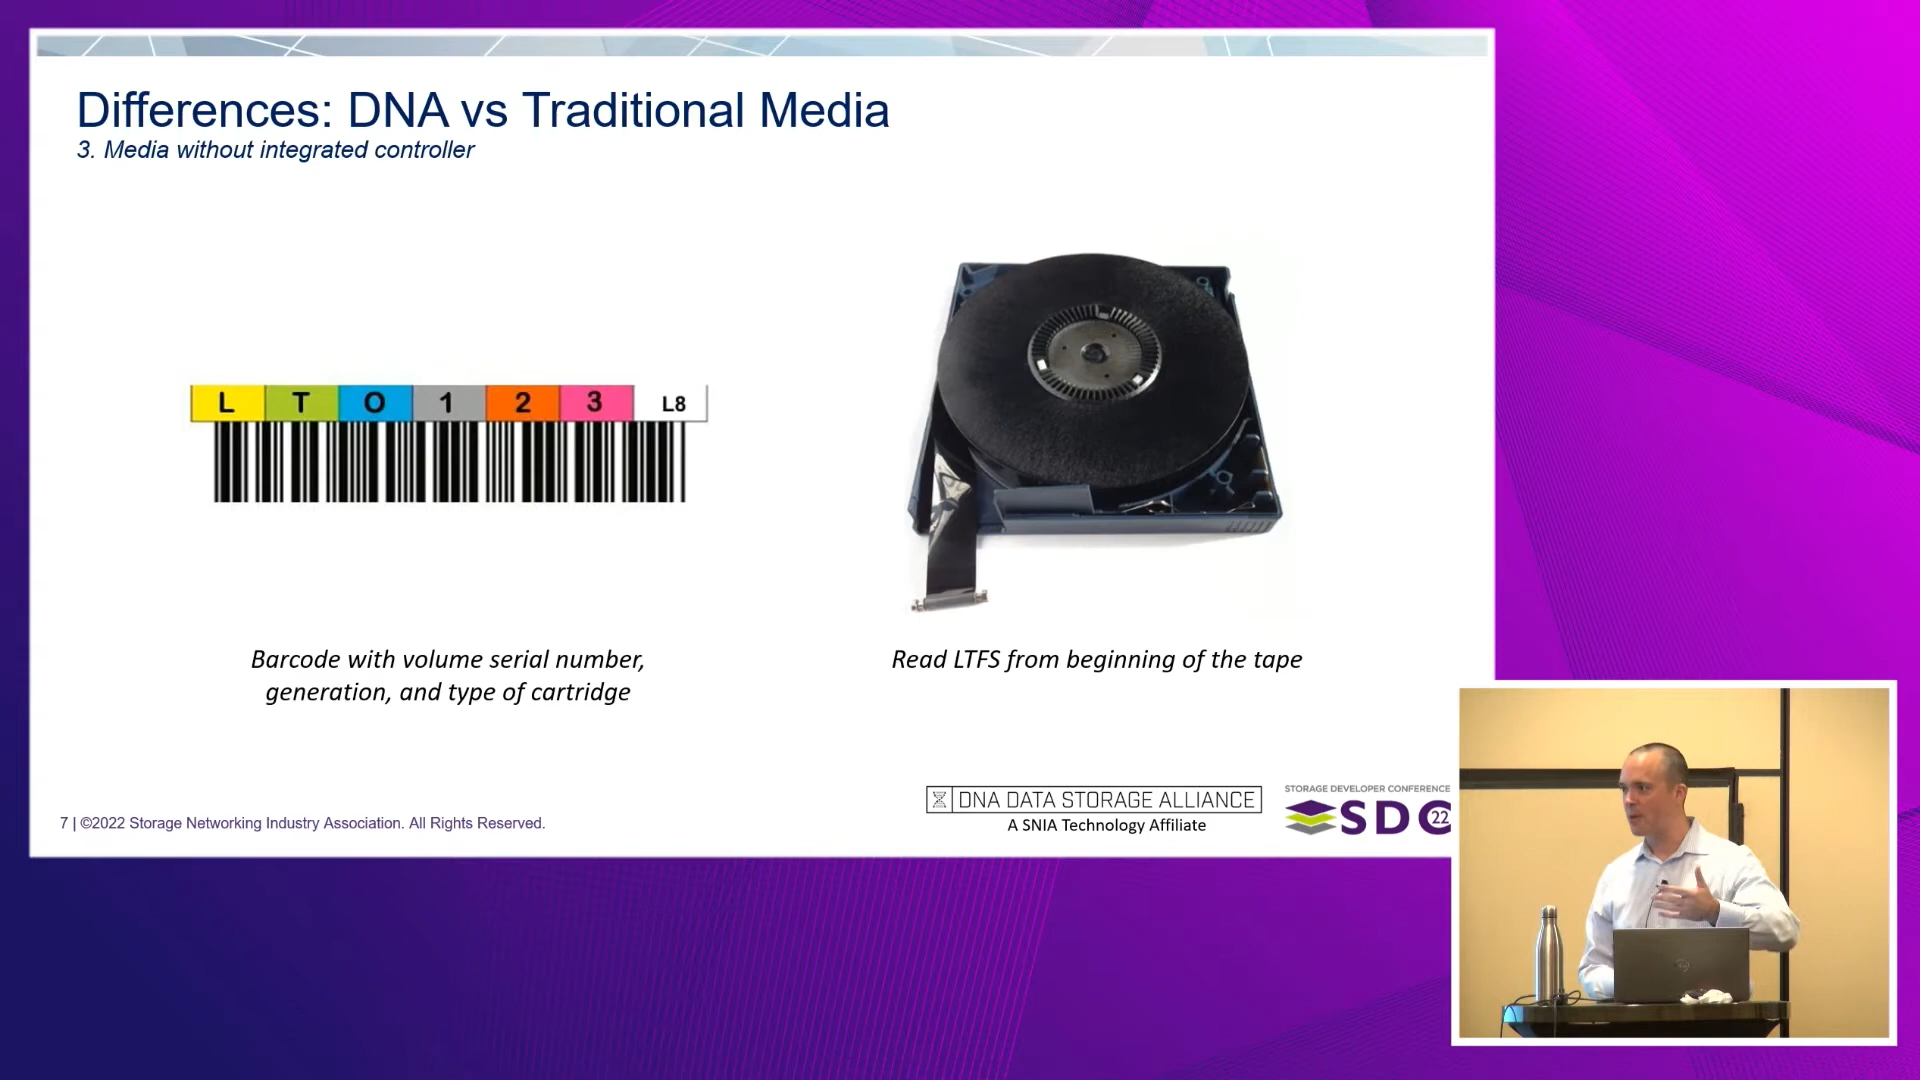 Differences: DNA vs Traditional Media
3. Media without integrated controller
L T O 1 2 3 L8
Barcode with volume serial number,
generation, and type of cartridge
Read LTFS from beginning of the tape
7 | ©2022 Storage Networking Industry Association. All Rights Reserved.
DNA DATA STORAGE ALLIANCE
A SNIA Technology Affiliate
STORAGE DEVELOPER CONFERENCE
SDC 22